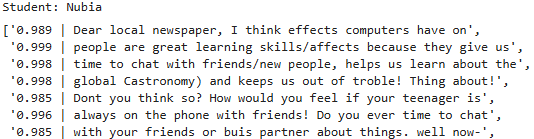 Student: Nubia
['0.989 | Dear local newspaper, I think effects computers have on',
'0.999 | people are great learning skills/affects because they give us',
'0.998 | time to chat with friends/new people, helps us learn about the',
'0.998 | global Castronomy) and keeps us out of troble! Thing about!',
'0.985 | Dont you think so? How would you feel if your teenager is',
'0.996 | always on the phone with friends! Do you ever time to chat',
'0.985 | with your friends or buis partner about things. well now-',